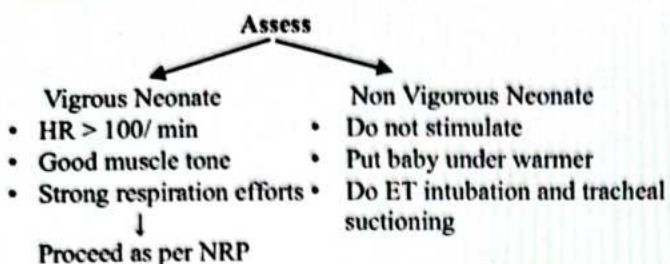 Assess
Vigrous Neonate
• HR > 100/ min
• Good muscle tone
• Strong respiration efforts
Proceed as per NRP
Non Vigorous Neonate
• Do not stimulate
• Put baby under warmer
• Do ET intubation and tracheal
suctioning